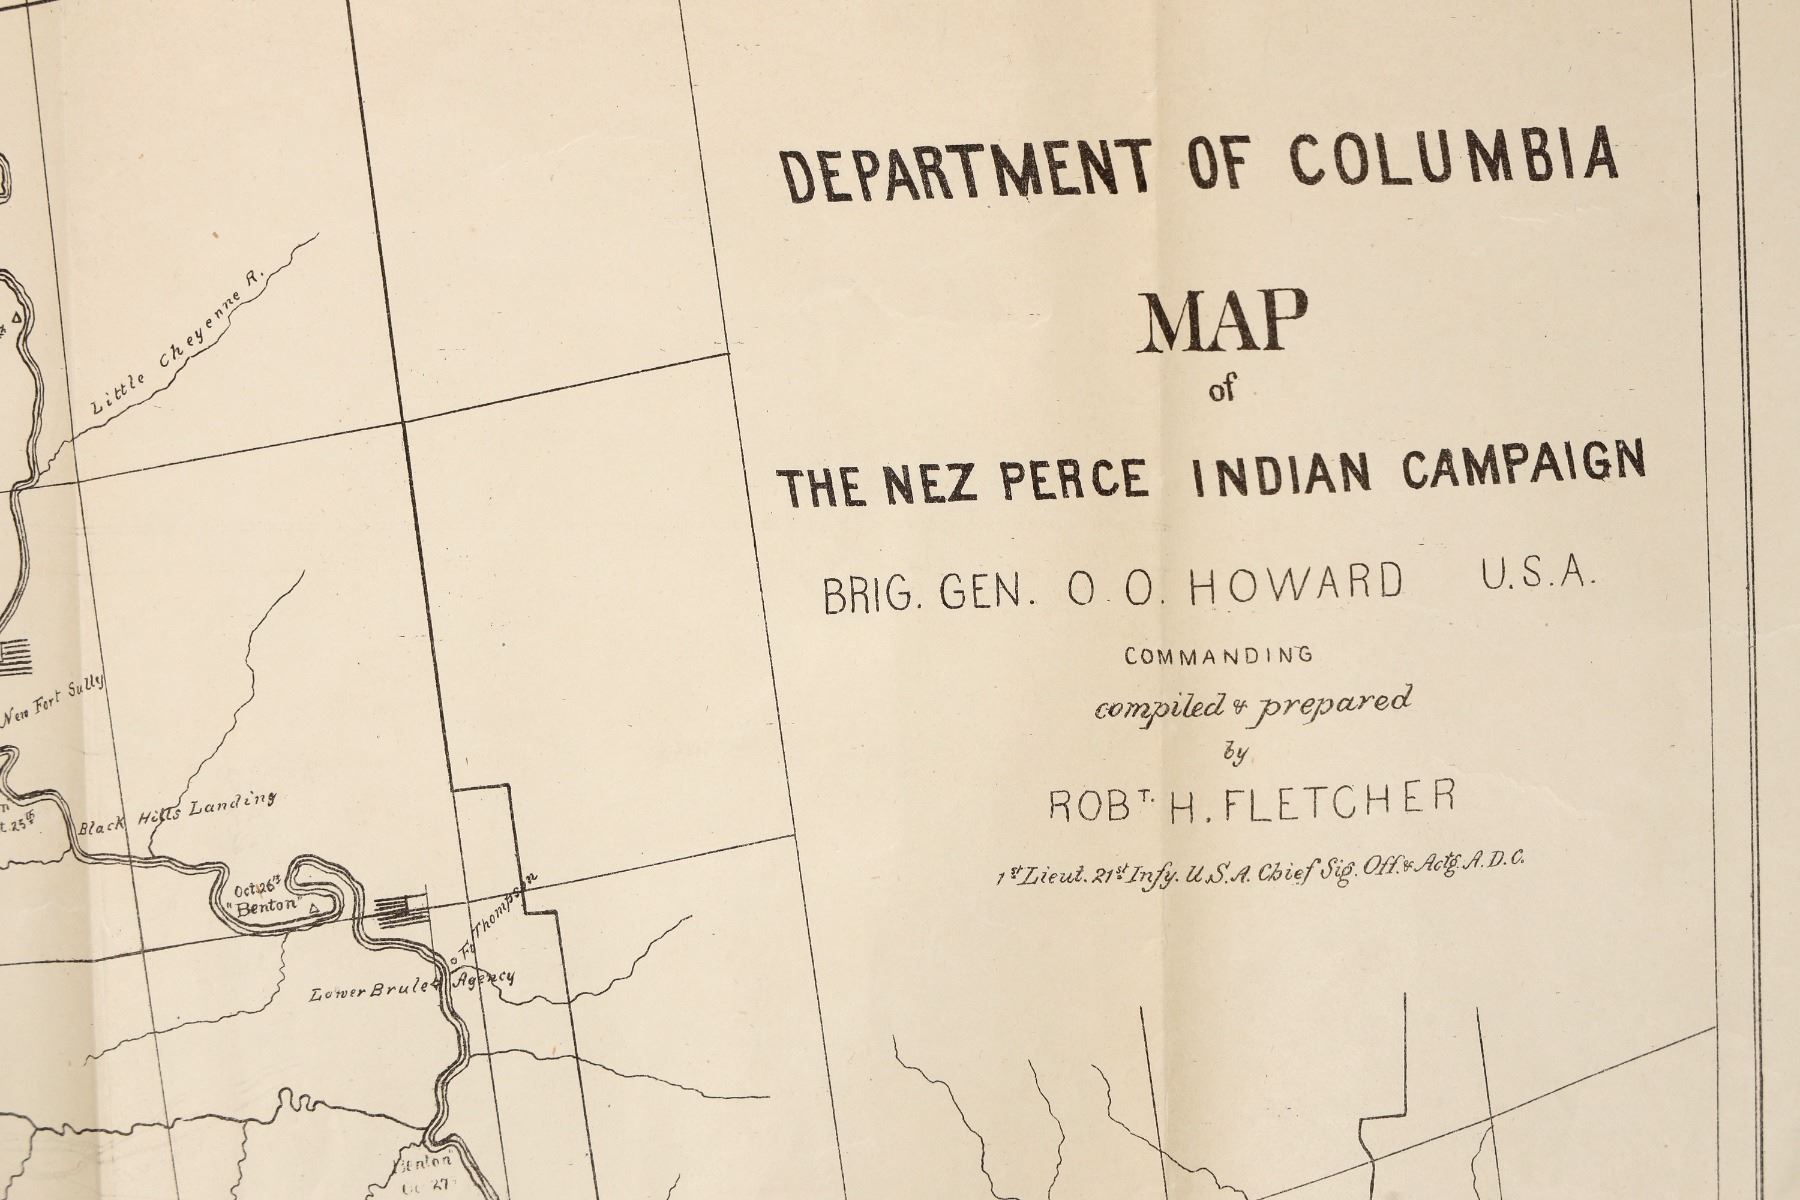 DEPARTMENT OF COLUMBIA
MAP
of
THE NEZ PERCE INDIAN CAMPAIGN
BRIG. GEN. O. O. HOWARD U.S.A.
COMMANDING
compiled & prepared
by
ROBT. H. FLETCHER
1st Lieut. 21st Infy. U.S.A. Chief Sig. Off. & Actg. A.D.C.
Little Cheyenne R.
New Fort Sully
Black Hills Landing
Oct. 26th
"Benton"
Ft Thompson
Lower Brule Agency
Benton"
27